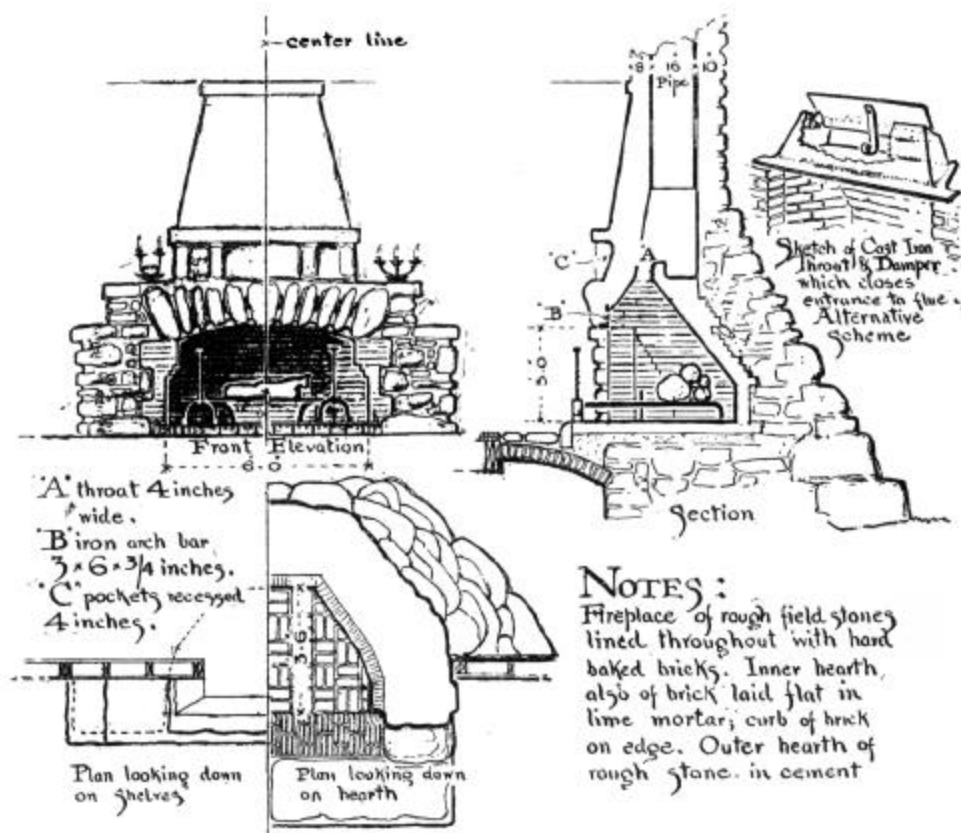 center line
8 16 10
Pipe
"C"
A
"B"
3.0
Sketch of Cast Iron
Throat & Damper
which closes
entrance to flue.
Alternative
Scheme
Front Elevation
6.0
Section
"A" throat 4 inches
wide.
"B" iron arch bar
3 × 6 × 3/4 inches.
"C" pockets recessed
4 inches.
3.6
Plan looking down
on shelves
Plan looking down
on hearth
NOTES:
Fireplace of rough field stones
lined throughout with hard
baked bricks. Inner hearth
also of brick laid flat in
lime mortar; curb of brick
on edge. Outer hearth of
rough stone in cement